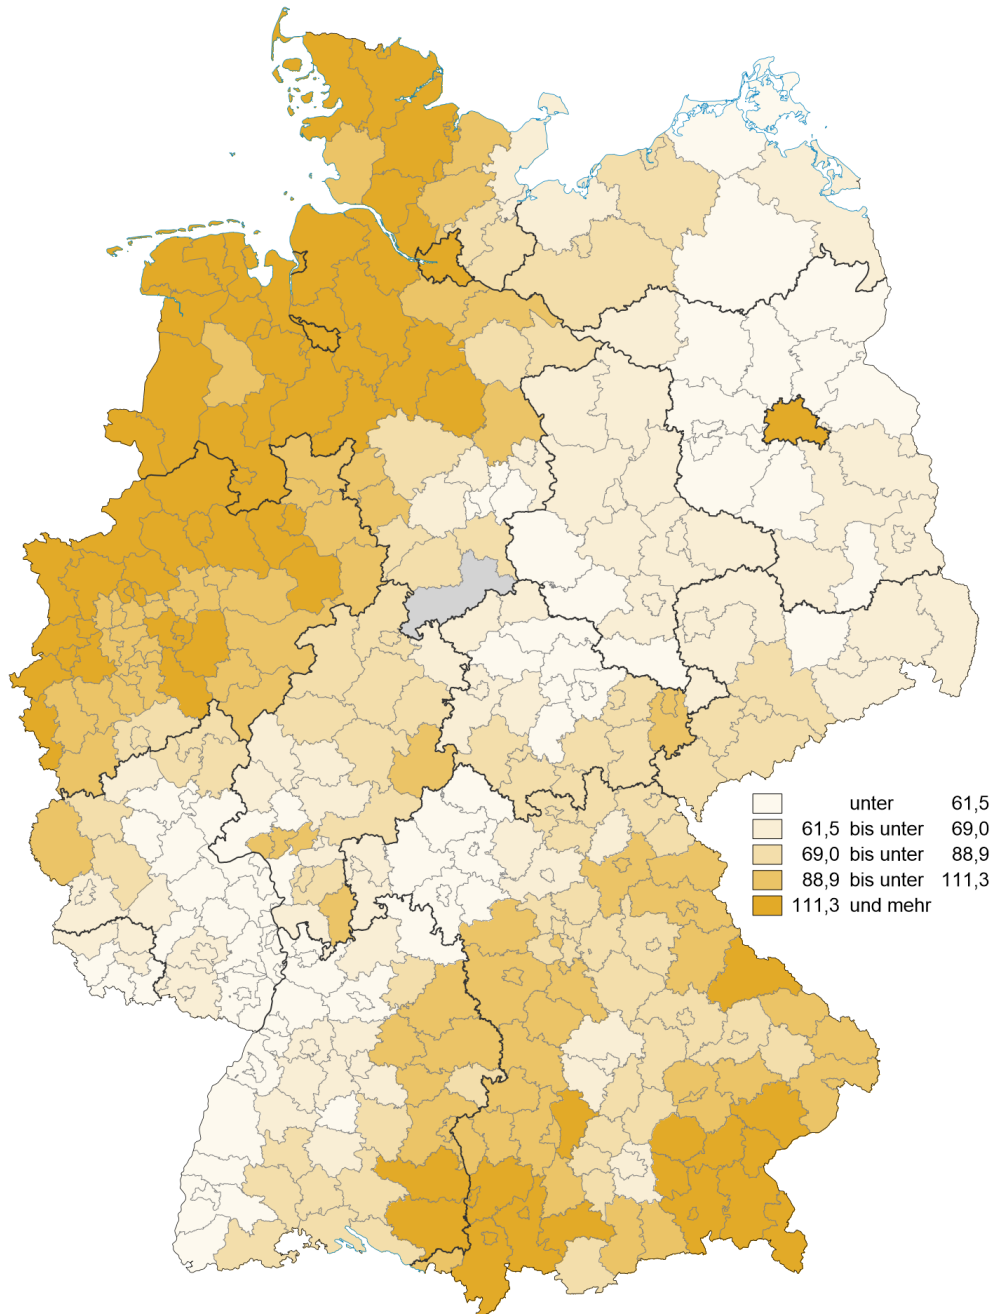 unter 61,5
61,5 bis unter 69,0
69,0 bis unter 88,9
88,9 bis unter 111,3
111,3 und mehr